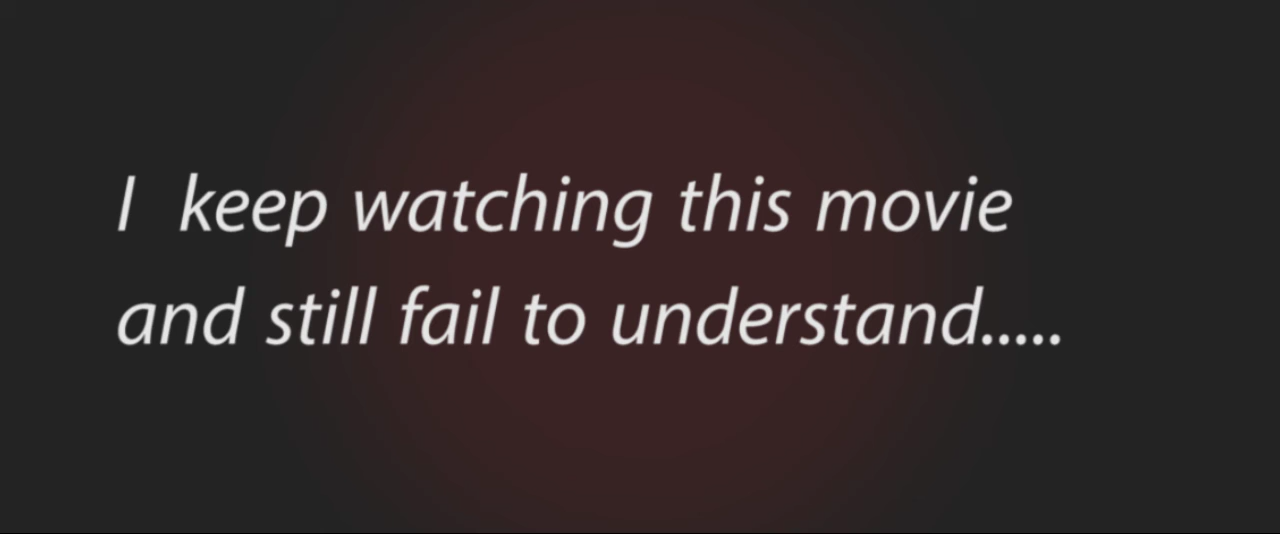 I keep watching this movie
and still fail to understand.....